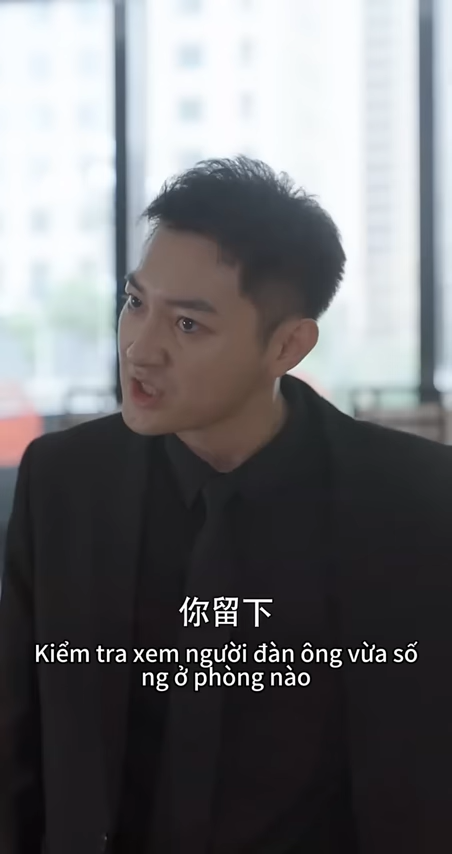 你留下
Kiểm tra xem người đàn ông vừa số
ng ở phòng nào